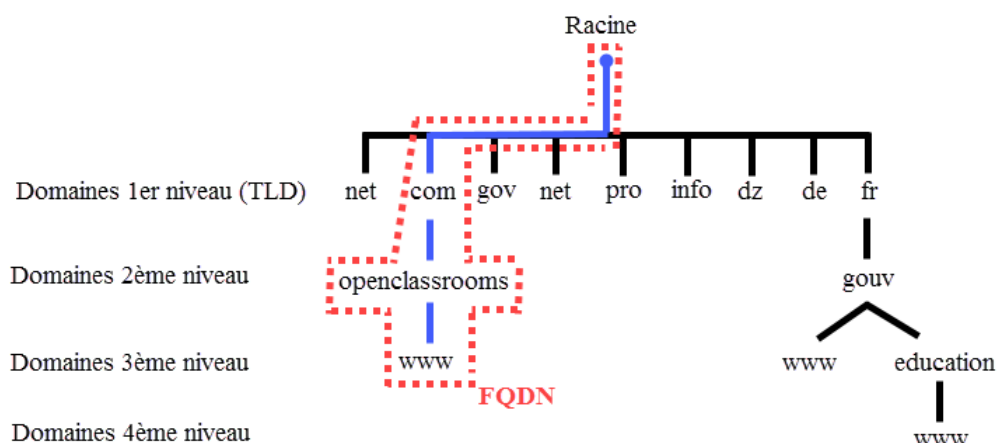 Racine
Domaines 1er niveau (TLD) net com gov net pro info dz de fr
Domaines 2ème niveau openclassrooms gouv
Domaines 3ème niveau www www education
FQDN
Domaines 4ème niveau www